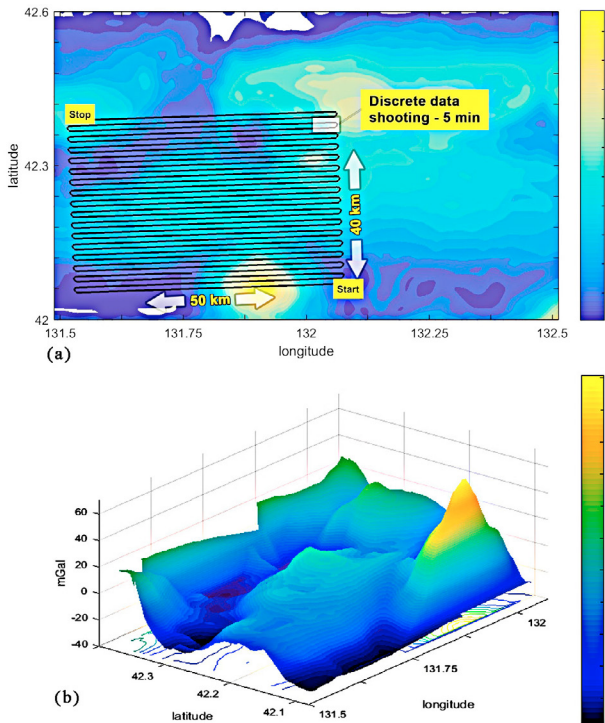 42.6
Stop
Discrete data
shooting - 5 min
latitude
42.3
40 km
50 km
Start
42
131.5
131.75
132
132.25
132.5
(a)
longitude
60
40
20
mGal
0
-20
-40
42.3
42.2
42.1
131.5
131.75
132
latitude
longitude
(b)